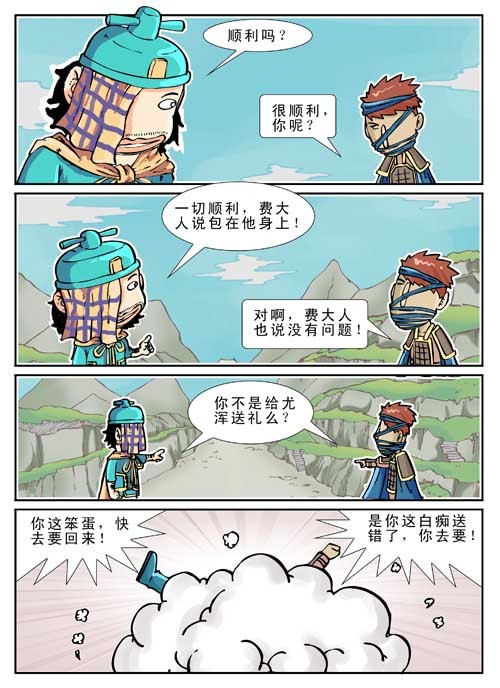 顺利吗？
很顺利，
你呢？
一切顺利，费大
人说包在他身上！
对啊，费大人
也说没有问题！
你不是给尤
浑送礼么？
你这笨蛋，快
去要回来！
是你这白痴送
错了，你去要！